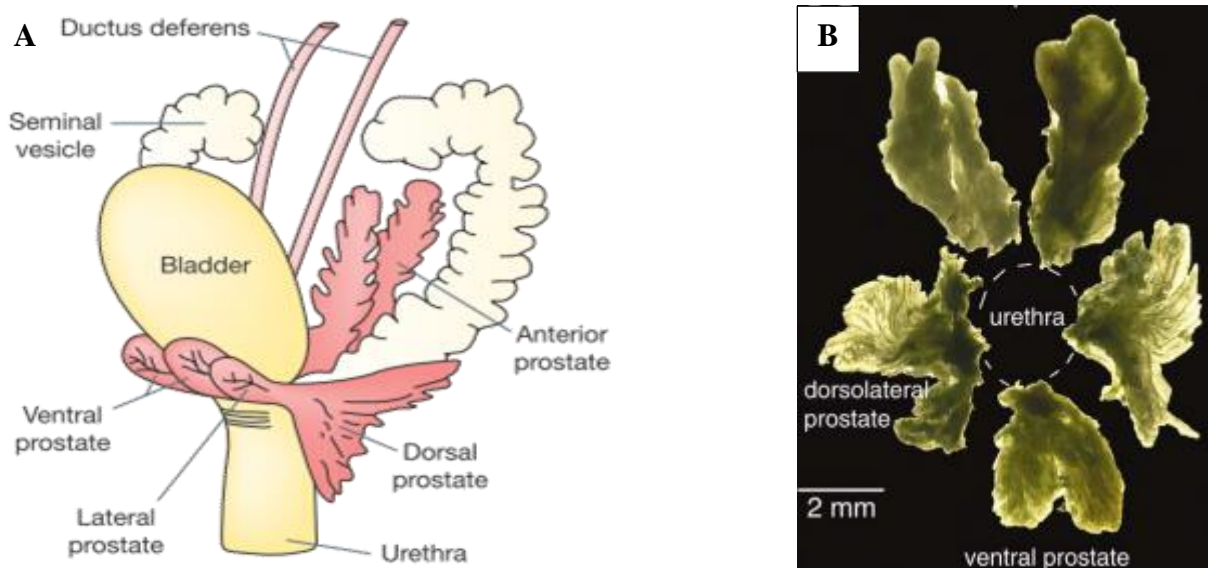 A
Ductus deferens
Seminal
vesicle
Bladder
Anterior
prostate
Ventral
prostate
Dorsal
prostate
Lateral
prostate
Urethra
B
urethra
dorsolateral
prostate
2 mm
ventral prostate